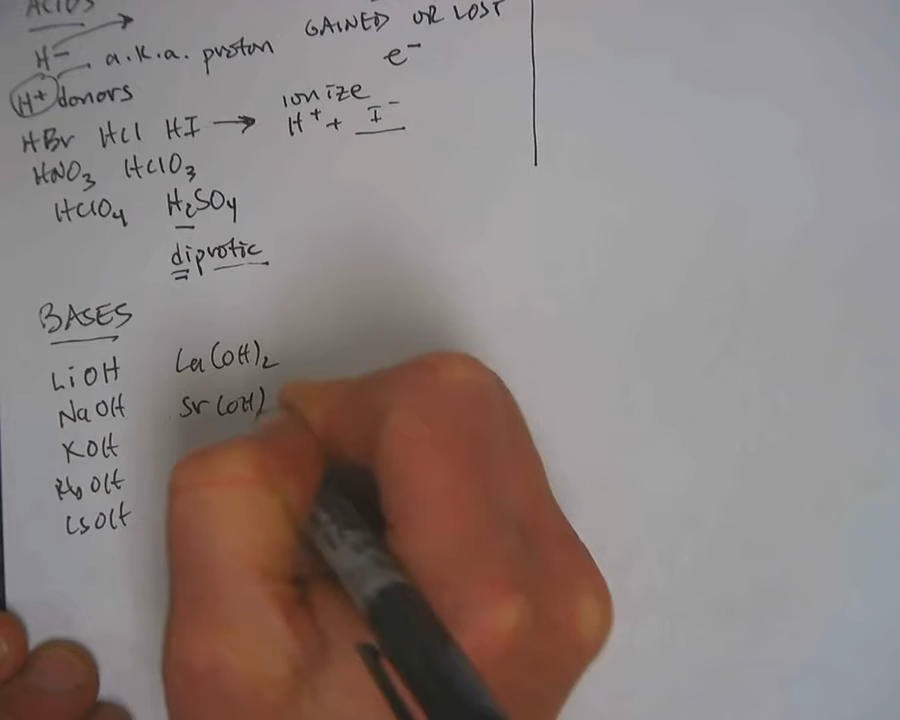 ACIDS
GAINED OR LOST
H- a.k.a. proton e⁻
H⁺ donors
HBr HCl HI → ionize
H⁺ + I⁻
HNO₃ HClO₃
HClO₄ H₂SO₄
diprotic
BASES
LiOH Ca(OH)₂
NaOH Sr(OH)
KOH
RbOH
CsOH